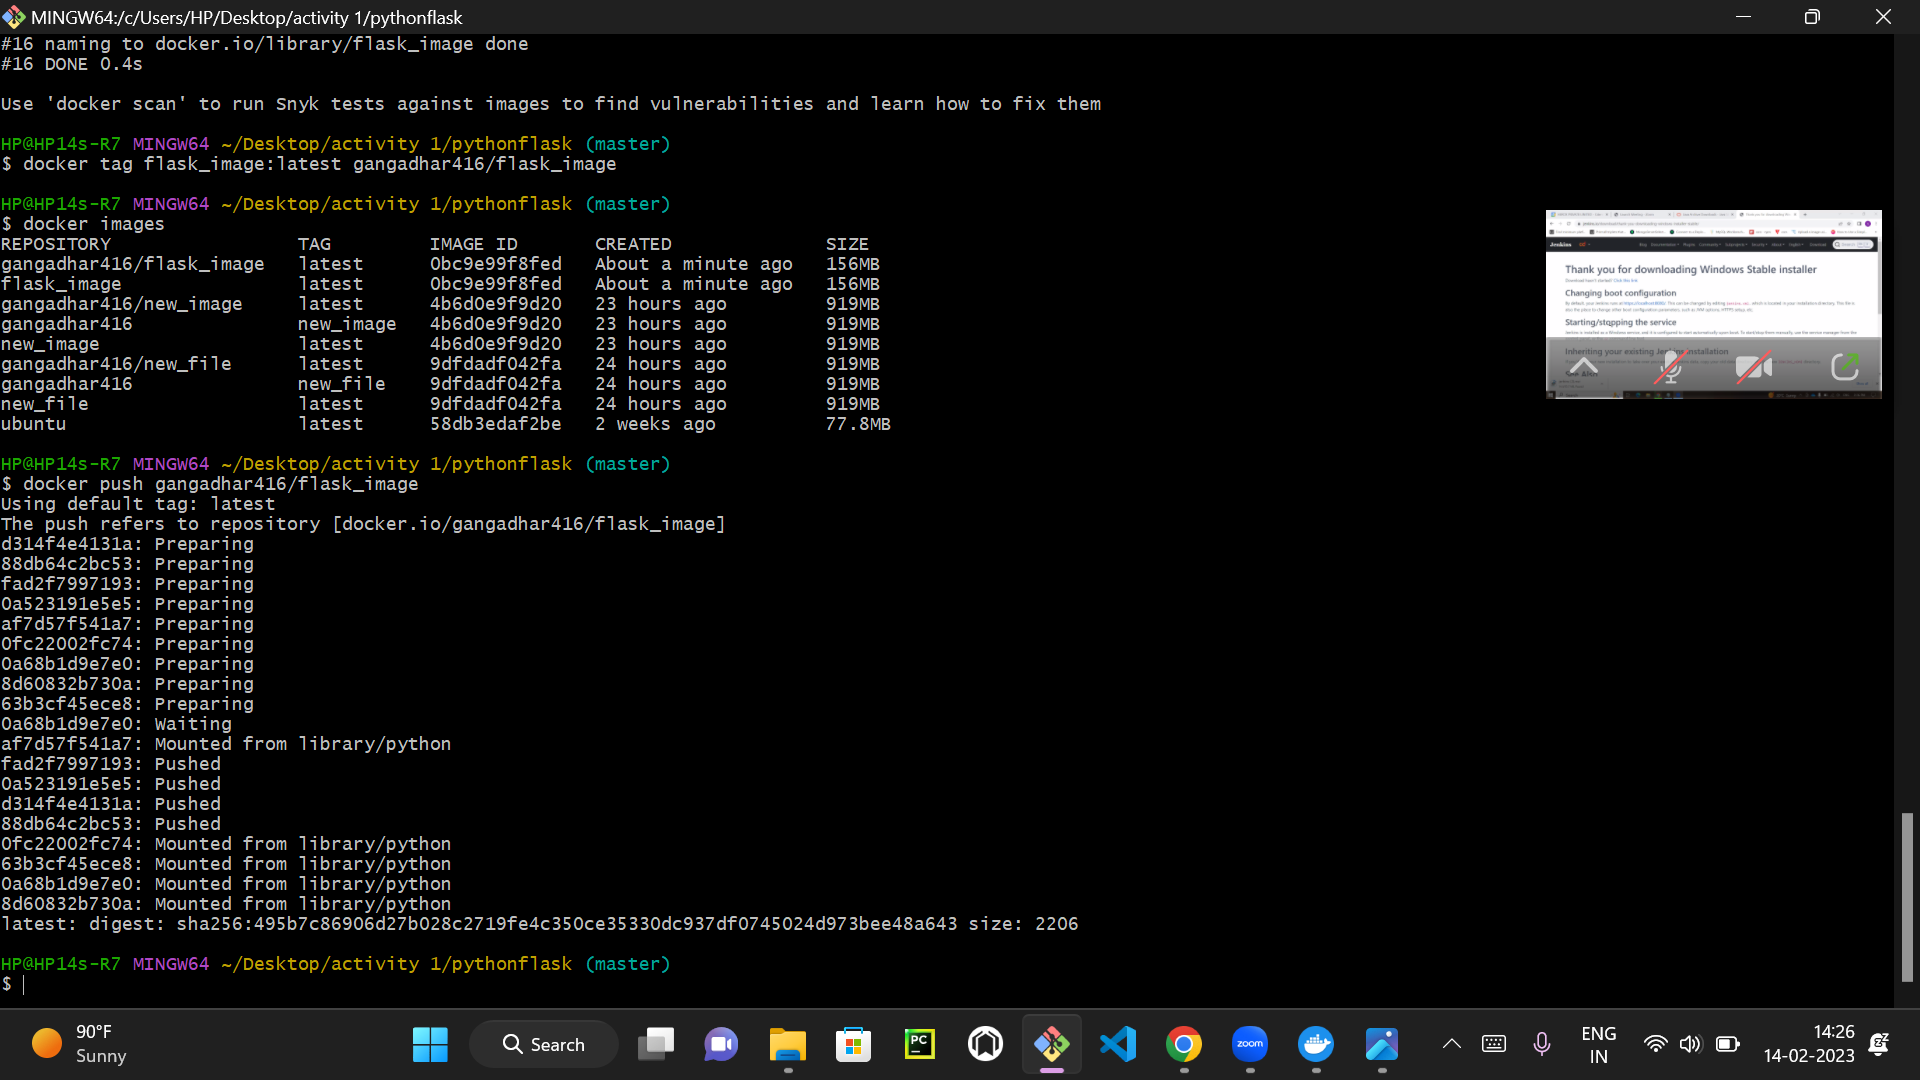 MINGW64:/c/Users/HP/Desktop/activity 1/pythonflask
#16 naming to docker.io/library/flask_image done
#16 DONE 0.4s
Use 'docker scan' to run Snyk tests against images to find vulnerabilities and learn how to fix them
HP@HP14s-R7 MINGW64 ~/Desktop/activity 1/pythonflask (master)
$ docker tag flask_image:latest gangadhar416/flask_image
HP@HP14s-R7 MINGW64 ~/Desktop/activity 1/pythonflask (master)
$ docker images
REPOSITORY TAG IMAGE ID CREATED SIZE
gangadhar416/flask_image latest 0bc9e99f8fed About a minute ago 156MB
flask_image latest 0bc9e99f8fed About a minute ago 156MB
gangadhar416/new_image latest 4b6d0e9f9d20 23 hours ago 919MB
gangadhar416 new_image 4b6d0e9f9d20 23 hours ago 919MB
new_image latest 4b6d0e9f9d20 23 hours ago 919MB
gangadhar416/new_file latest 9dfdadf042fa 24 hours ago 919MB
gangadhar416 new_file 9dfdadf042fa 24 hours ago 919MB
new_file latest 9dfdadf042fa 24 hours ago 919MB
ubuntu latest 58db3edaf2be 2 weeks ago 77.8MB
HP@HP14s-R7 MINGW64 ~/Desktop/activity 1/pythonflask (master)
$ docker push gangadhar416/flask_image
Using default tag: latest
The push refers to repository [docker.io/gangadhar416/flask_image]
d314f4e4131a: Preparing
88db64c2bc53: Preparing
fad2f7997193: Preparing
0a523191e5e5: Preparing
af7d57f541a7: Preparing
0fc22002fc74: Preparing
0a68b1d9e7e0: Preparing
8d60832b730a: Preparing
63b3cf45ece8: Preparing
0a68b1d9e7e0: Waiting
af7d57f541a7: Mounted from library/python
fad2f7997193: Pushed
0a523191e5e5: Pushed
d314f4e4131a: Pushed
88db64c2bc53: Pushed
0fc22002fc74: Mounted from library/python
63b3cf45ece8: Mounted from library/python
0a68b1d9e7e0: Mounted from library/python
8d60832b730a: Mounted from library/python
latest: digest: sha256:495b7c86906d27b028c2719fe4c350ce35330dc937df0745024d973bee48a643 size: 2206
HP@HP14s-R7 MINGW64 ~/Desktop/activity 1/pythonflask (master)
$
Jenkins
Thank you for downloading Windows Stable installer
Changing boot configuration
Starting/stopping the service
Inheriting your existing Jenkins installation
90°F
Sunny
Search
PC
zoom
ENG
IN
14:26
14-02-2023